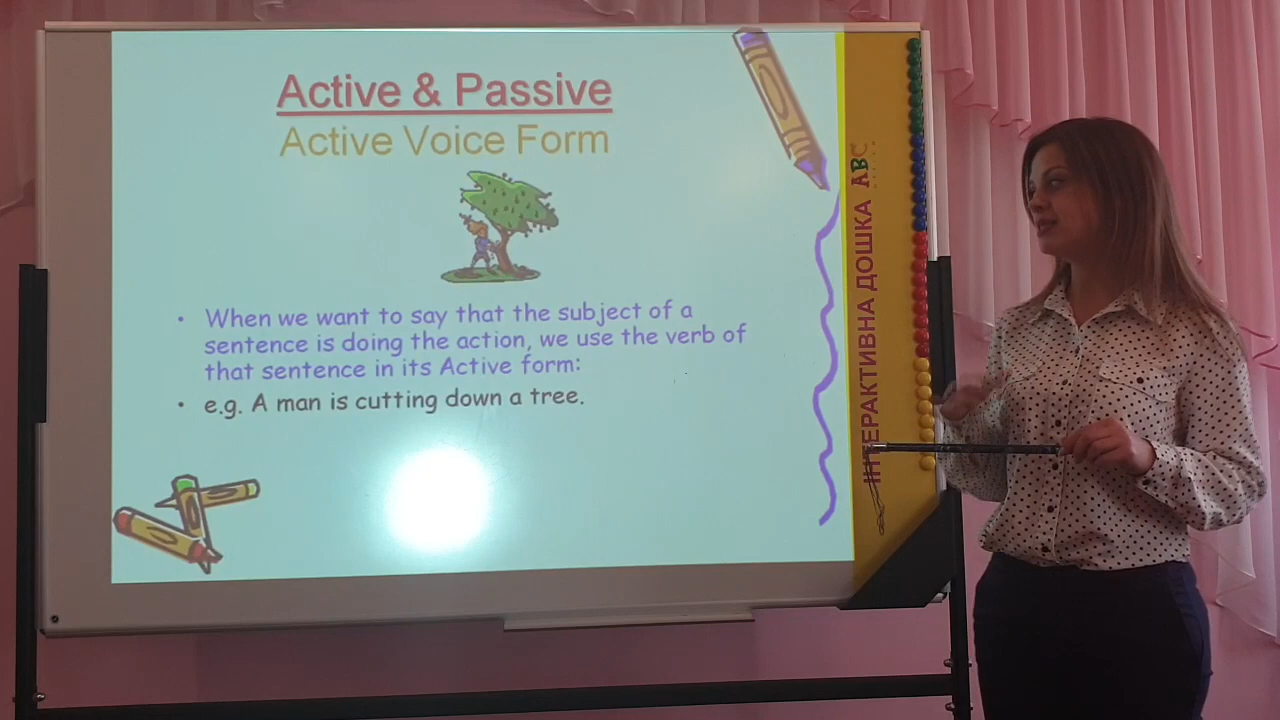 Active & Passive
Active Voice Form
• When we want to say that the subject of a
sentence is doing the action, we use the verb of
that sentence in its Active form:
• e.g. A man is cutting down a tree.
ІНТЕРАКТИВНА ДОШКА ABC